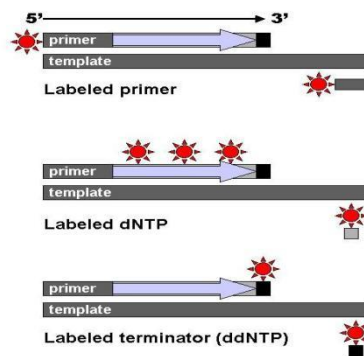 5’ 3’
primer
template
Labeled primer
primer
template
Labeled dNTP
primer
template
Labeled terminator (ddNTP)